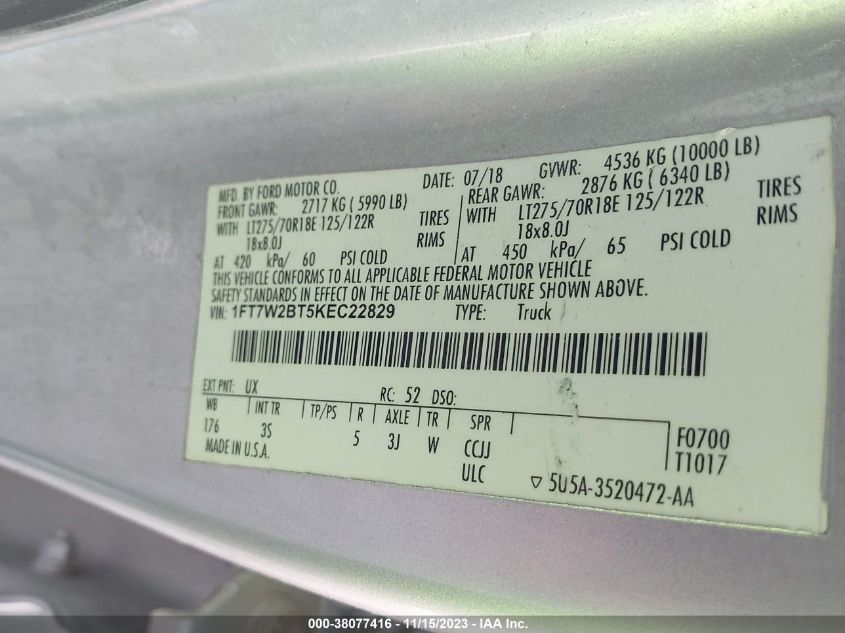 MFD. BY FORD MOTOR CO. DATE: 07/18 GVWR: 4536 KG (10000 LB)
FRONT GAWR: 2717 KG ( 5990 LB) REAR GAWR: 2876 KG ( 6340 LB)
WITH LT275/70R18E 125/122R TIRES WITH LT275/70R18E 125/122R TIRES
18x8.0J RIMS 18x8.0J RIMS
AT 420 kPa/ 60 PSI COLD AT 450 kPa/ 65 PSI COLD
THIS VEHICLE CONFORMS TO ALL APPLICABLE FEDERAL MOTOR VEHICLE
SAFETY STANDARDS IN EFFECT ON THE DATE OF MANUFACTURE SHOWN ABOVE.
VIN: 1FT7W2BT5KEC22829 TYPE: Truck
EXT PNT: UX RC: 52 DSO:
WB INT TR TP/PS R AXLE TR SPR
176 3S 5 3J W CCJJ F0700
MADE IN U.S.A. ULC T1017
5U5A-3520472-AA
000-38077416 - 11/15/2023 - IAA Inc.